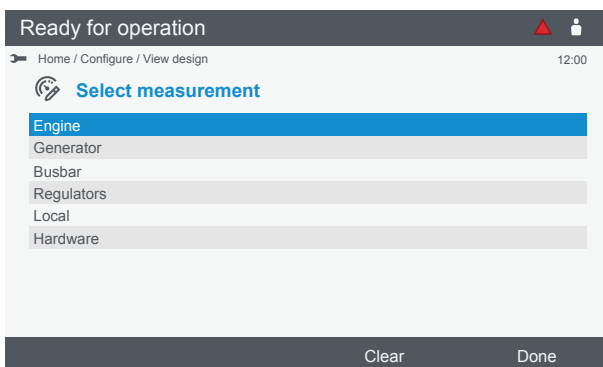 Ready for operation
Home / Configure / View design 12:00
Select measurement
Engine
Generator
Busbar
Regulators
Local
Hardware
Clear Done